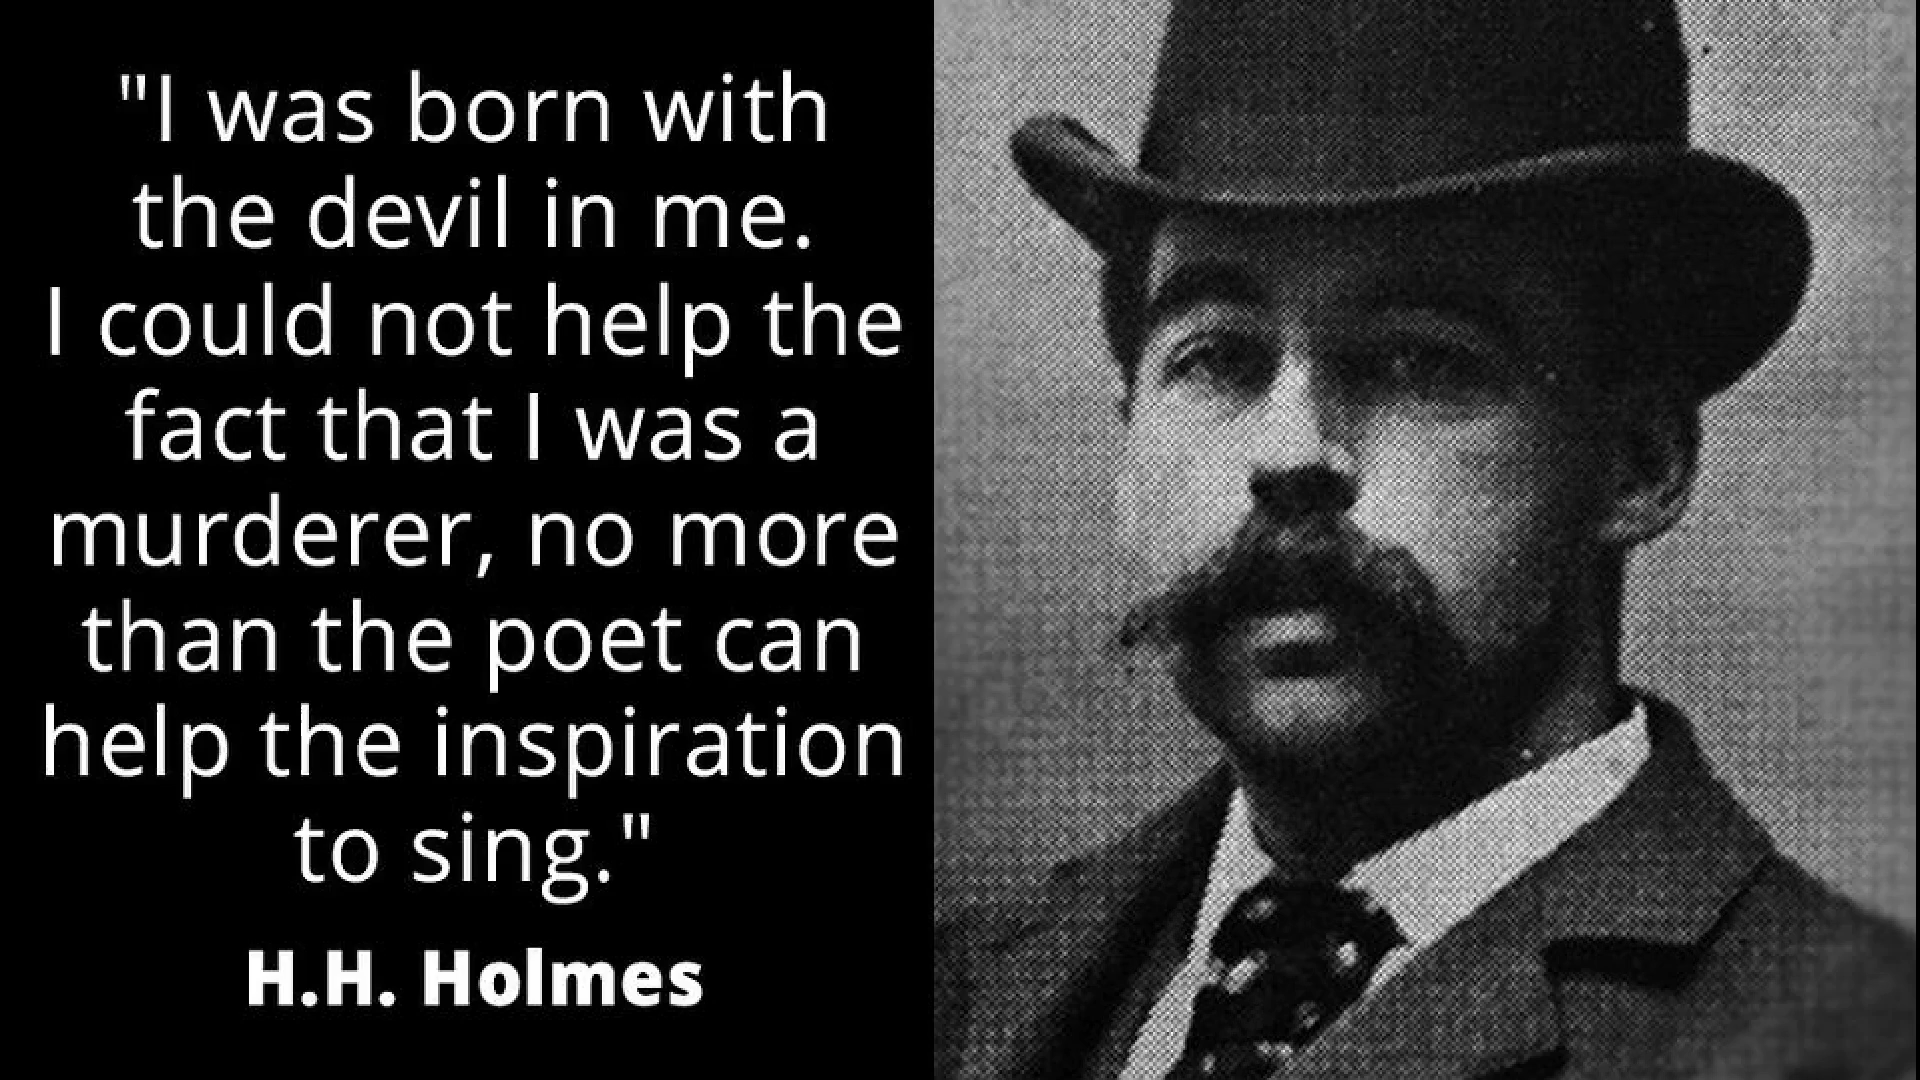 "I was born with
the devil in me.
I could not help the
fact that I was a
murderer, no more
than the poet can
help the inspiration
to sing."
H.H. Holmes